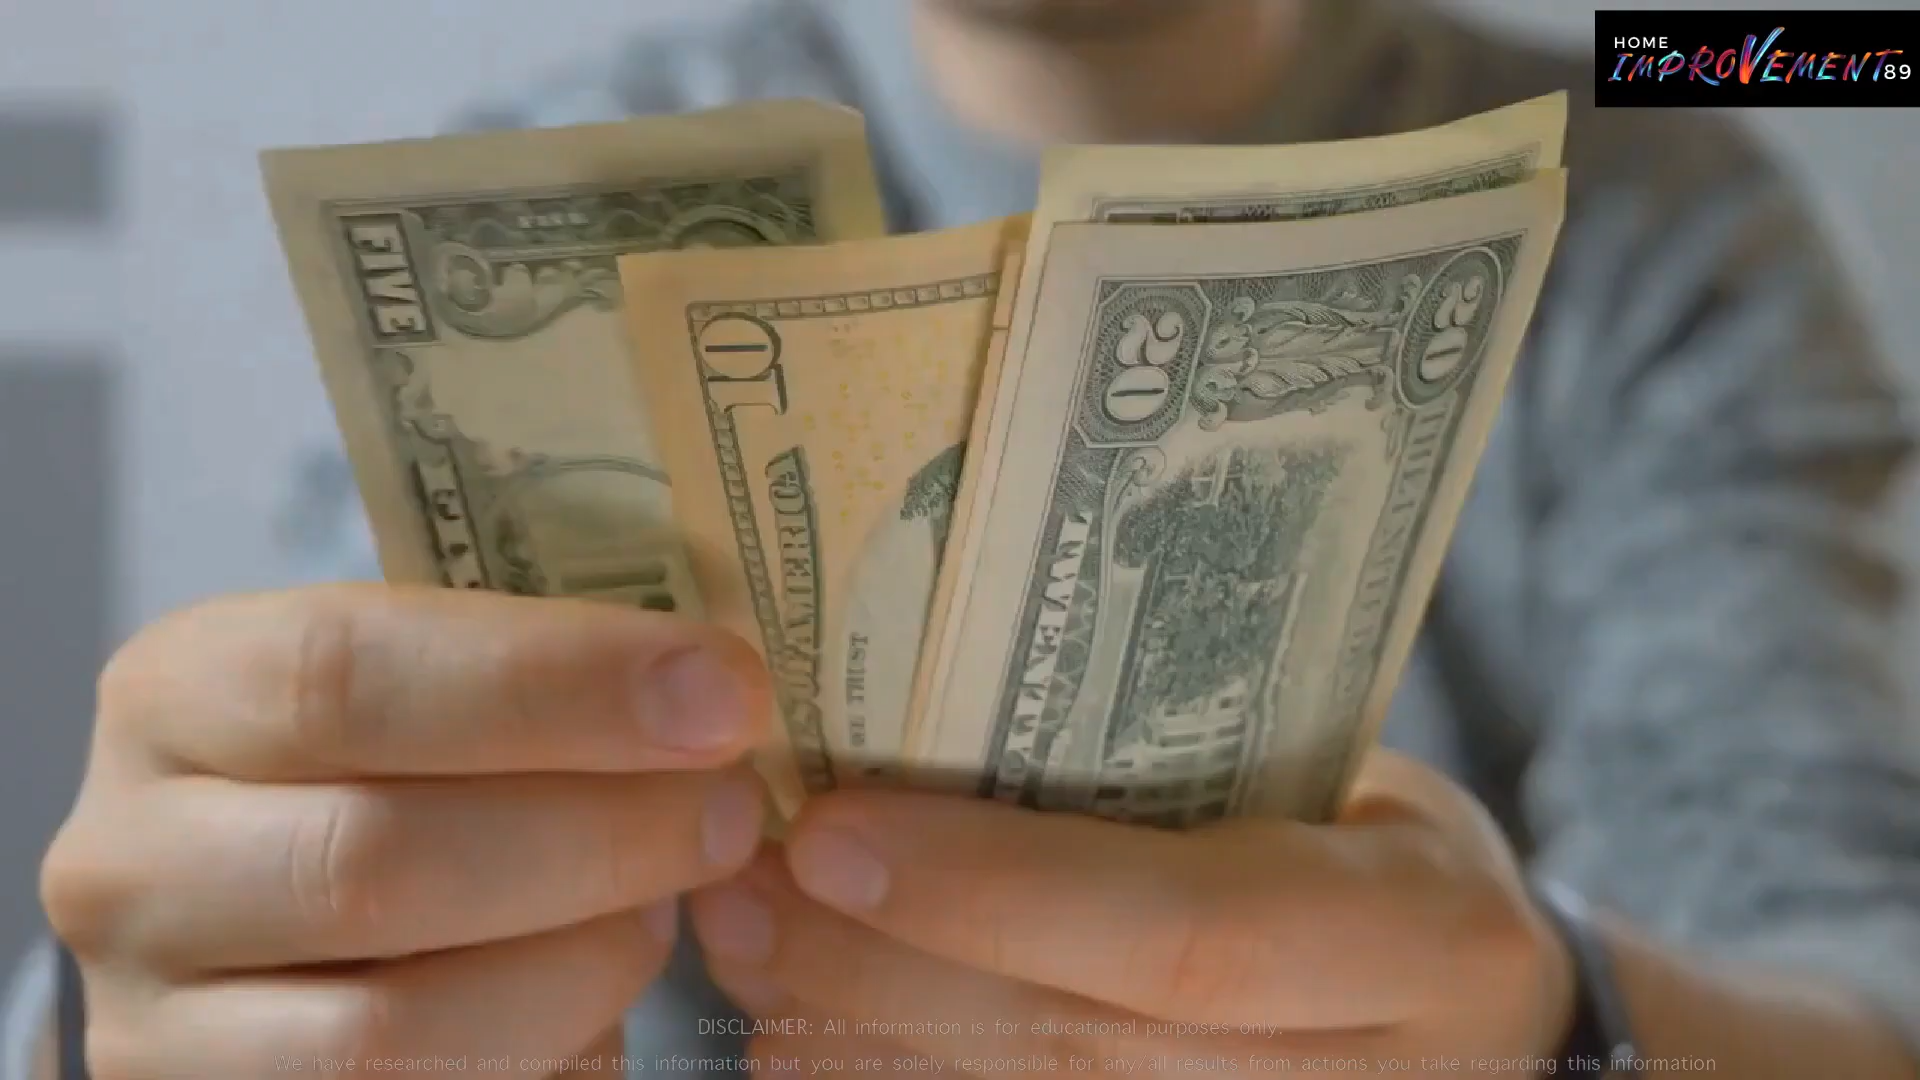 HOME
IMPROVEMENT89
FIVE
10
20
20
AMERICA
TRUST
DISCLAIMER: All information is for educational purposes only.
We have researched and compiled this information but you are solely responsible for any/all results from actions you take regarding this information